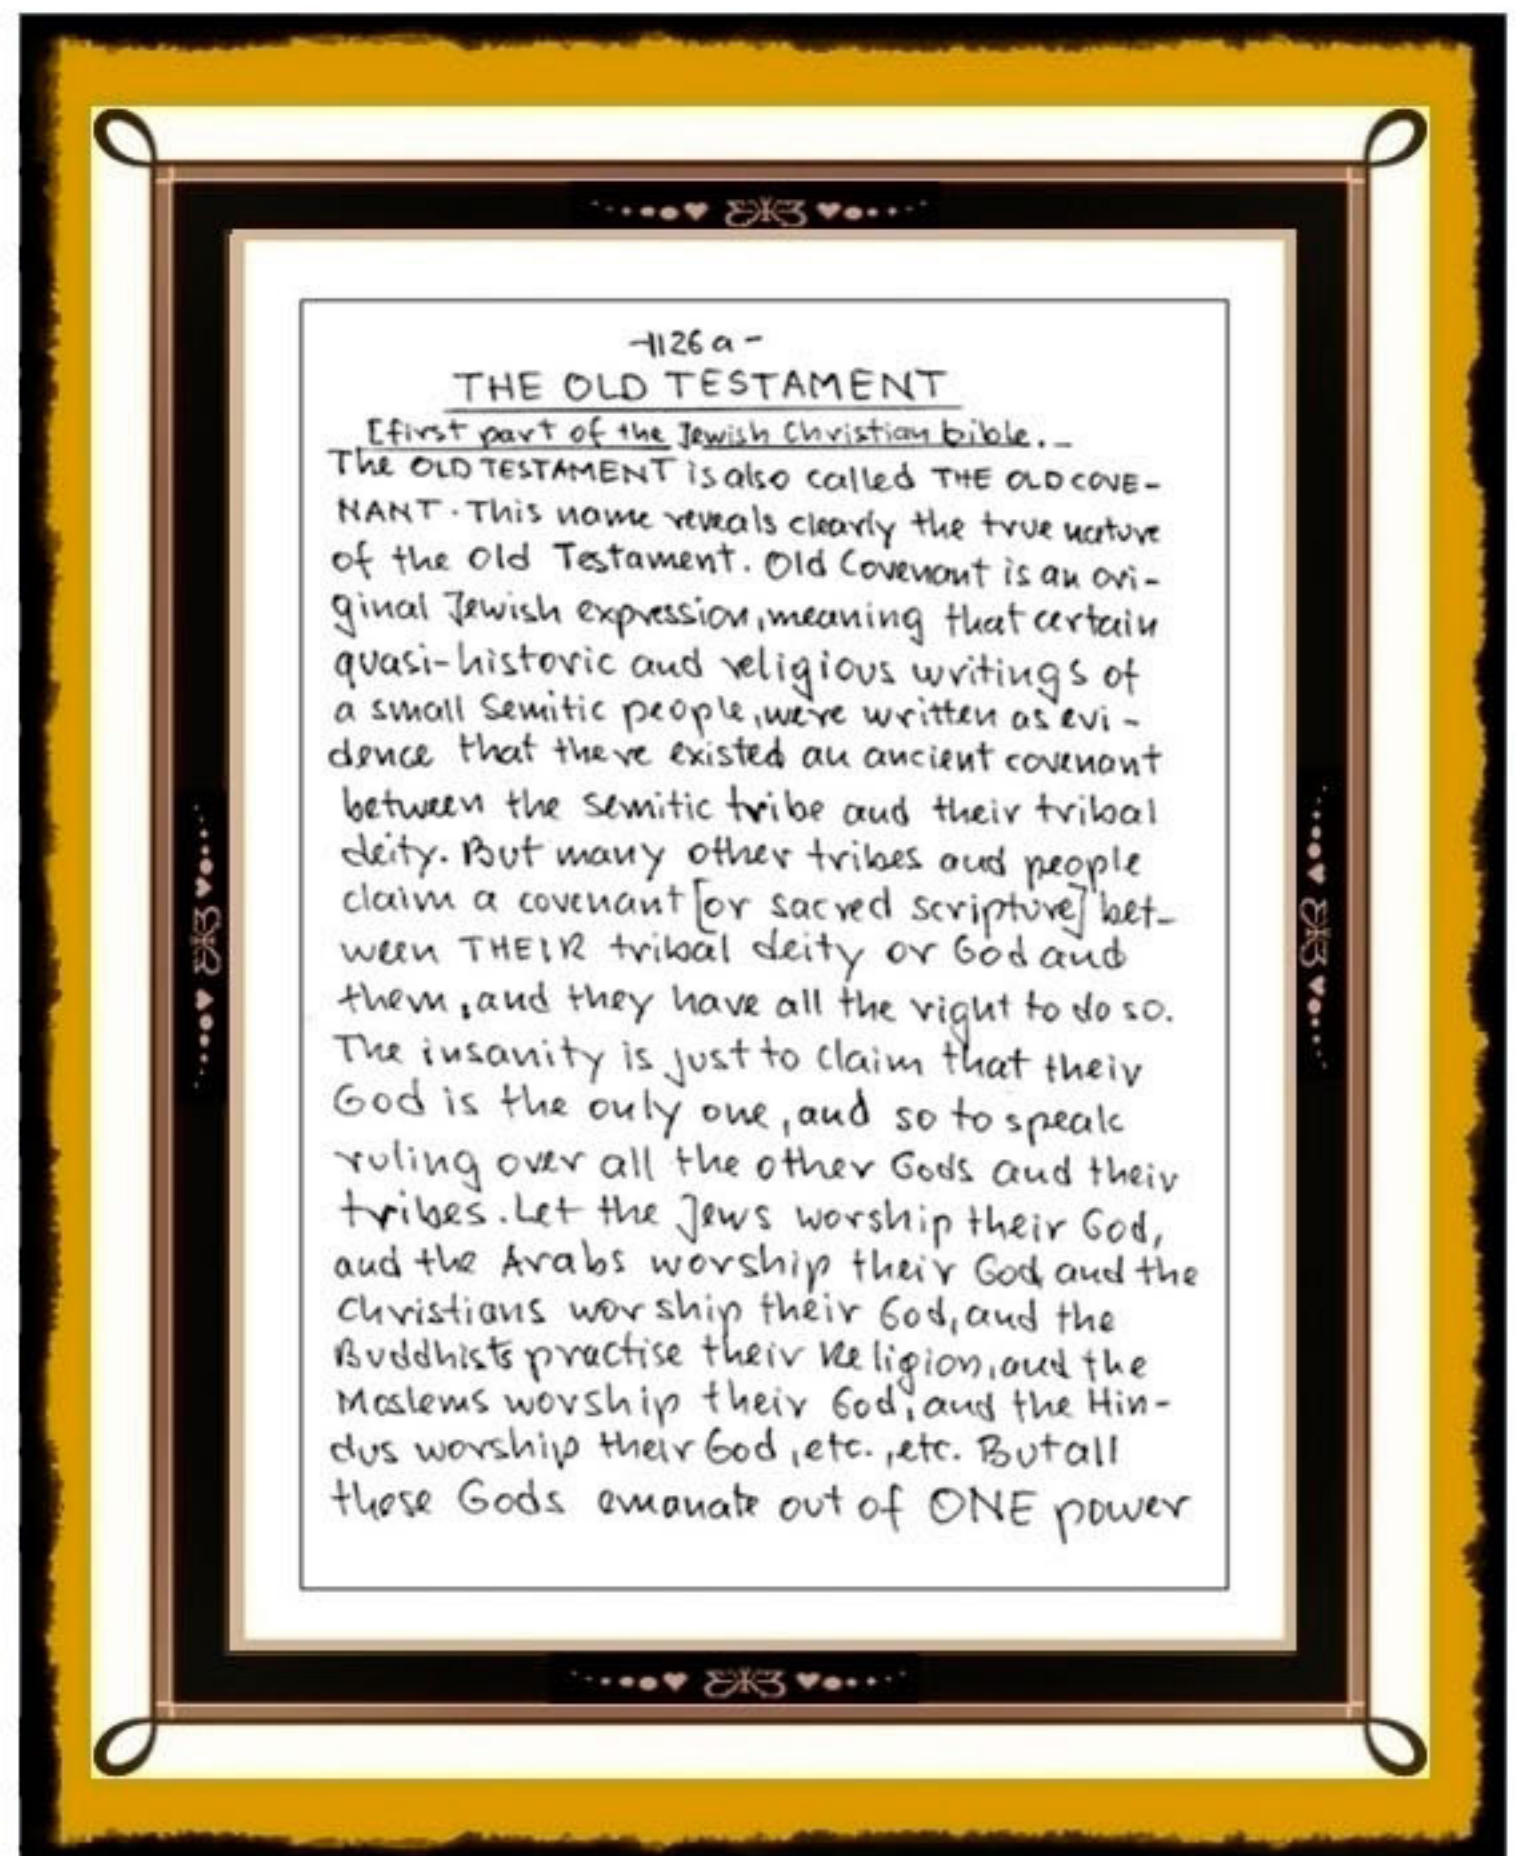 -1126 a-
THE OLD TESTAMENT
[first part of the Jewish Christian bible._
The OLD TESTAMENT is also called THE OLD COVE-
NANT. This name reveals clearly the true nature
of the Old Testament. Old Covenant is an ori-
ginal Jewish expression, meaning that certain
quasi-historic and religious writings of
a small Semitic people, were written as evi-
dence that there existed an ancient covenant
between the Semitic tribe and their tribal
deity. But many other tribes and people
claim a covenant [or sacred scripture] bet-
ween THEIR tribal deity or God and
them, and they have all the right to do so.
The insanity is just to claim that their
God is the only one, and so to speak
ruling over all the other Gods and their
tribes. Let the Jews worship their God,
and the Arabs worship their God, and the
Christians worship their God, and the
Buddhists practise their Religion, and the
Moslems worship their God, and the Hin-
dus worship their God, etc., etc. But all
these Gods emanate out of ONE power